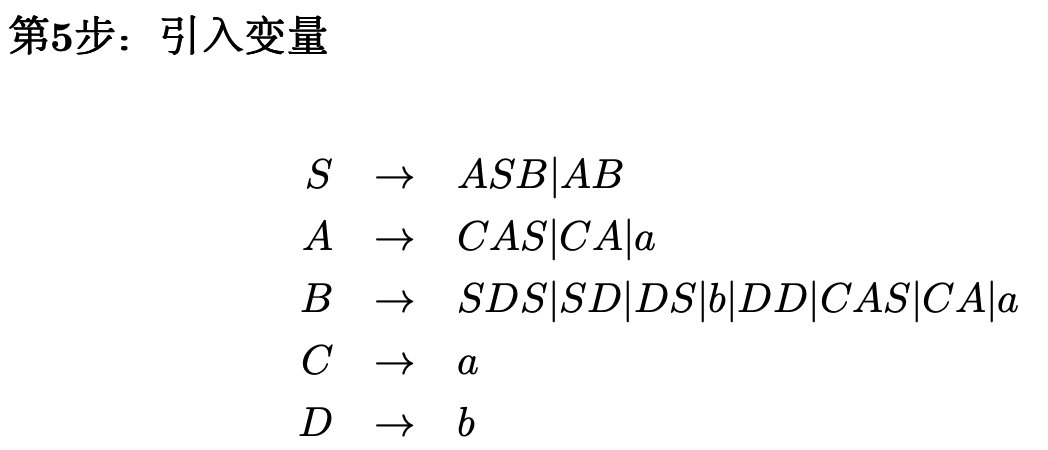 第5步：引入变量
S → ASB|AB
A → CAS|CA|a
B → SDS|SD|DS|b|DD|CAS|CA|a
C → a
D → b